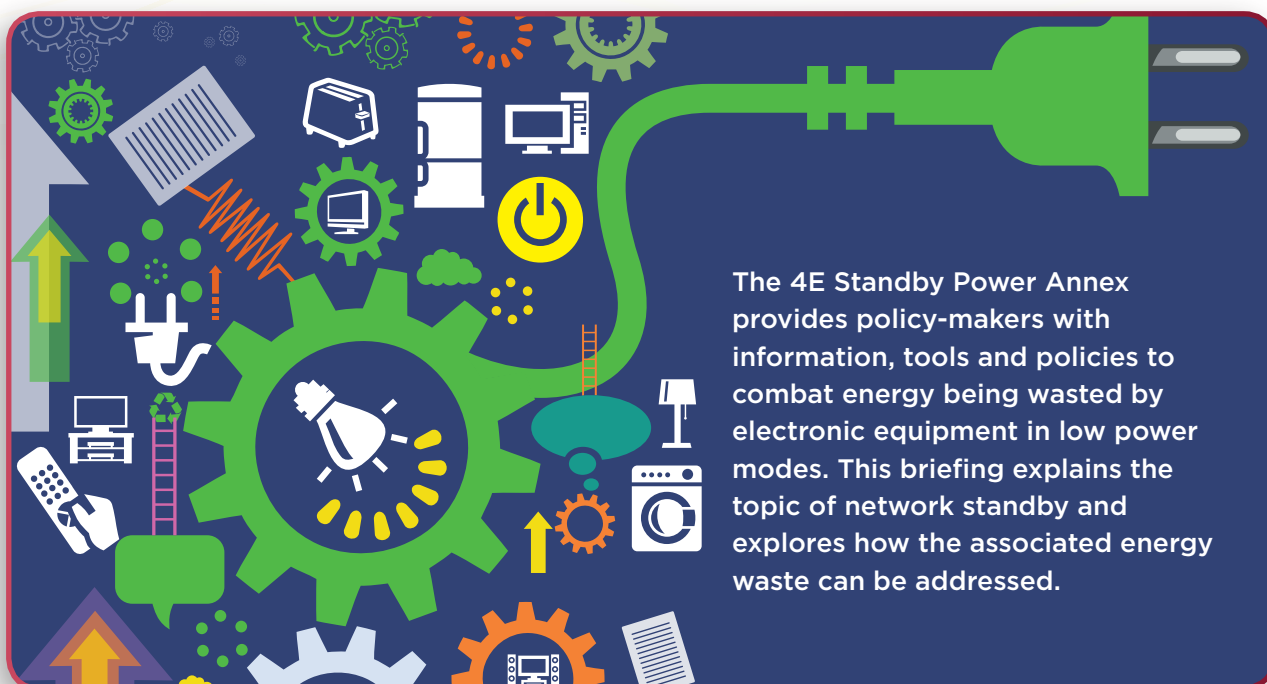 The 4E Standby Power Annex
provides policy-makers with
information, tools and policies to
combat energy being wasted by
electronic equipment in low power
modes. This briefing explains the
topic of network standby and
explores how the associated energy
waste can be addressed.